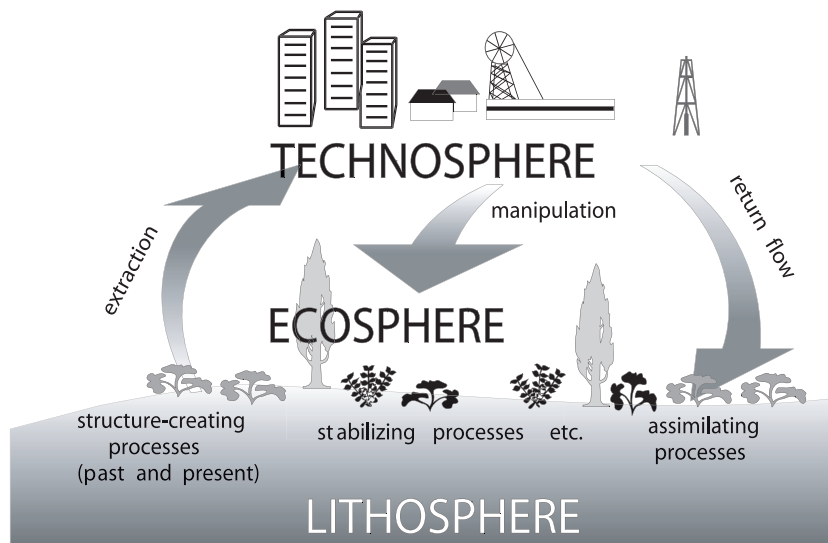 TECHNOSPHERE
extraction
manipulation
return flow
ECOSPHERE
structure-creating
processes
(past and present)
stabilizing processes etc.
assimilating
processes
LITHOSPHERE